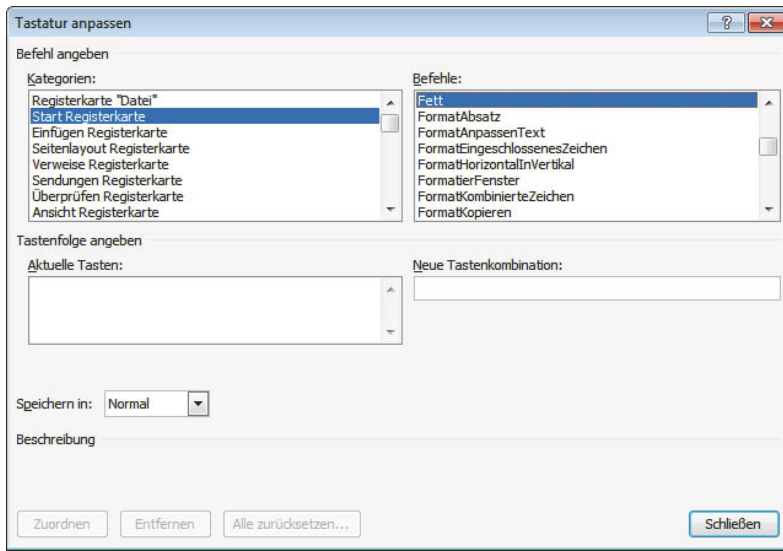 Tastatur anpassen
Befehl angeben
Kategorien:
Registerkarte "Datei"
Start Registerkarte
Einfügen Registerkarte
Seitenlayout Registerkarte
Verweise Registerkarte
Sendungen Registerkarte
Überprüfen Registerkarte
Ansicht Registerkarte
Befehle:
Fett
FormatAbsatz
FormatAnpassenText
FormatEingeschlossenesZeichen
FormatHorizontalInVertikal
FormatierFenster
FormatKombinierteZeichen
FormatKopieren
Tastenfolge angeben
Aktuelle Tasten:
Neue Tastenkombination:
Speichern in: Normal
Beschreibung
Zuordnen Entfernen Alle zurücksetzen... Schließen